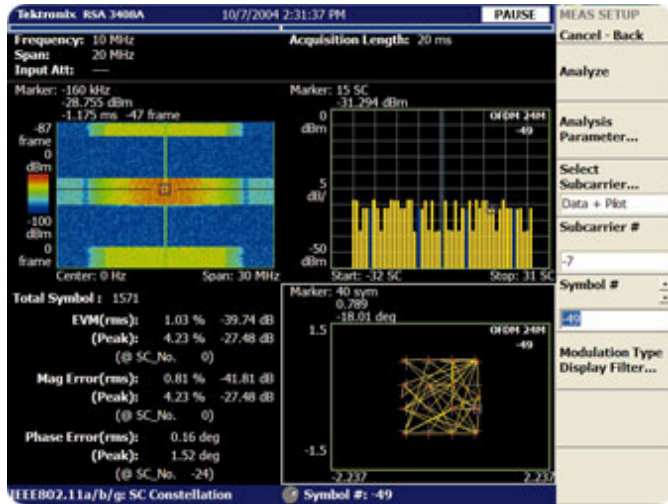 Tektronix RSA 3408A 10/7/2004 2:31:37 PM PAUSE MEAS SETUP
Cancel - Back
Frequency: 10 MHz Acquisition Length: 20 ms
Span: 20 MHz
Input Att: ---
Analyze
Marker: -160 kHz
-28.755 dBm
-1.175 ms -47 frame
-87
frame
0
dBm
-100
dBm
0
frame
Center: 0 Hz Span: 30 MHz
Marker: 15 SC
-31.294 dBm
0
dBm
OFDM 24M
-49
5
dB/
-50
dBm
Start: -32 SC Stop: 31 SC
Analysis
Parameter...
Select
Subcarrier...
Data + Plot
Subcarrier #
-7
Symbol #
-49
Modulation Type
Display Filter...
Total Symbol : 1571
EVM(rms): 1.03 % -39.74 dB
(Peak): 4.23 % -27.48 dB
(@ SC_No. 0)
Mag Error(rms): 0.81 % -41.81 dB
(Peak): 4.23 % -27.48 dB
(@ SC_No. 0)
Phase Error(rms): 0.16 deg
(Peak): 1.52 deg
(@ SC_No. -24)
Marker: 40 sym
0.789
-18.01 deg
1.5
OFDM 24M
-49
-1.5
-2.237 2.237
IEEE802.11a/b/g: SC Constellation Symbol #: -49